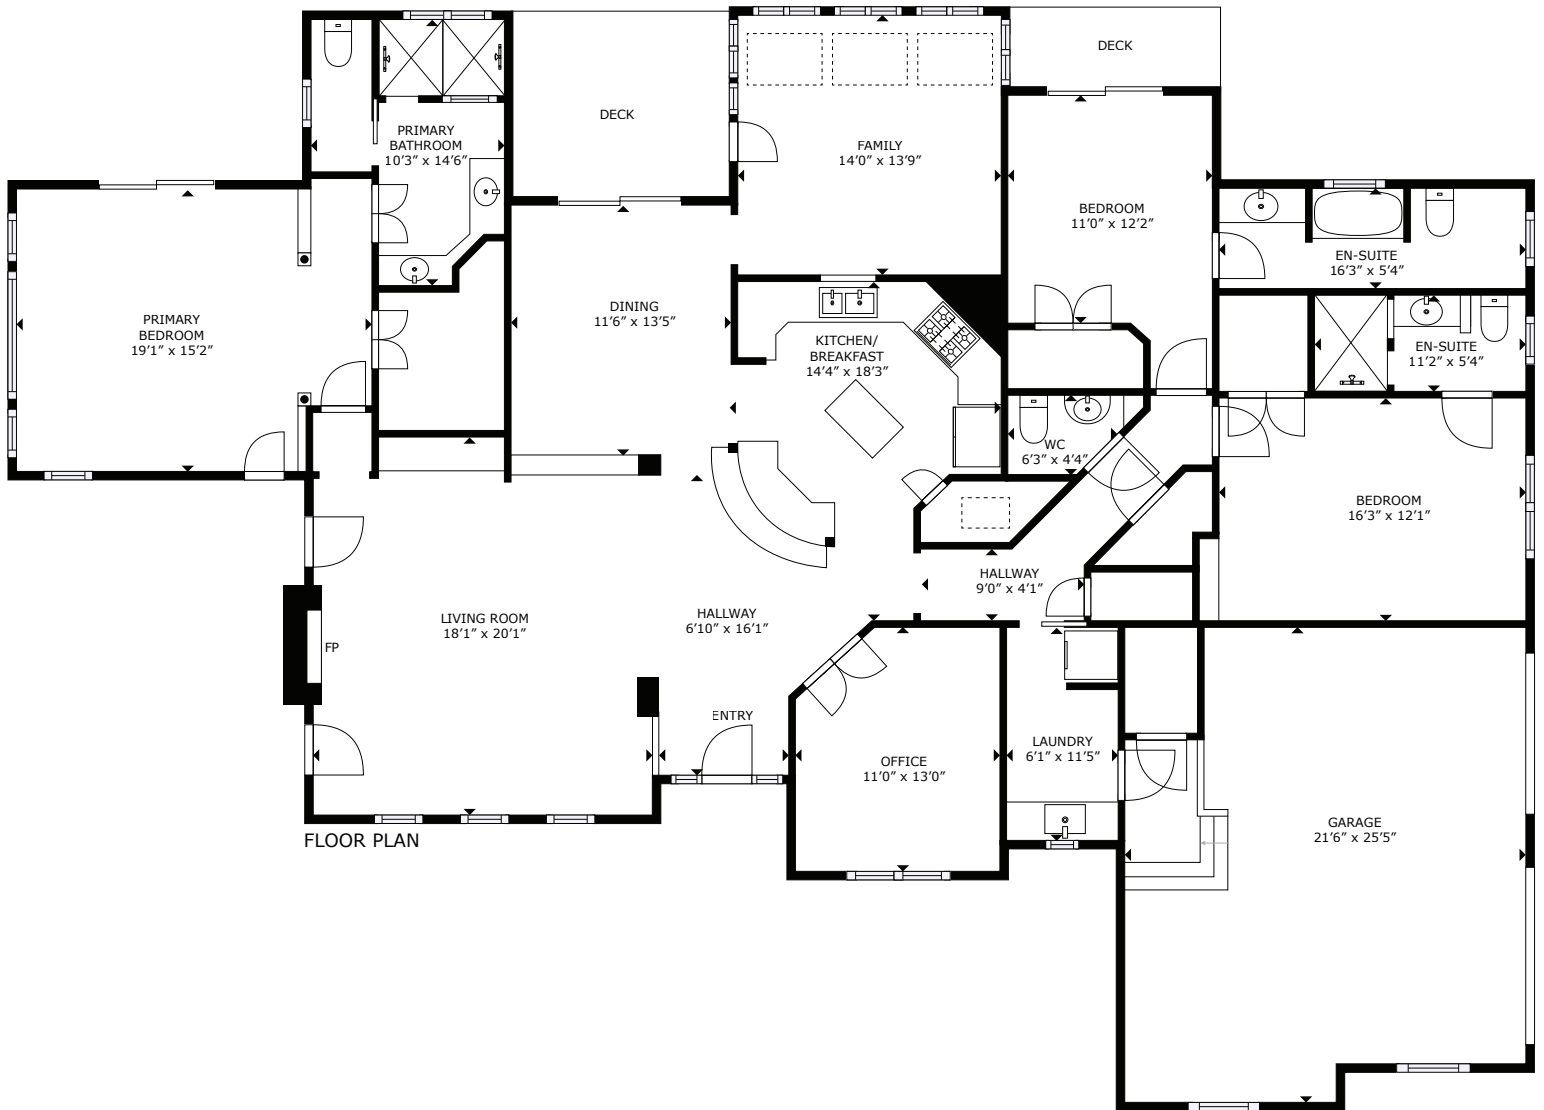 DECK
PRIMARY
BATHROOM
10’3” x 14’6”
DECK
FAMILY
14’0” x 13’9”
BEDROOM
11’0” x 12’2”
EN-SUITE
16’3” x 5’4”
PRIMARY
BEDROOM
19’1” x 15’2”
DINING
11’6” x 13’5”
KITCHEN/
BREAKFAST
14’4” x 18’3”
EN-SUITE
11’2” x 5’4”
WC
6’3” x 4’4”
BEDROOM
16’3” x 12’1”
HALLWAY
9’0” x 4’1”
LIVING ROOM
18’1” x 20’1”
HALLWAY
6’10” x 16’1”
FP
ENTRY
OFFICE
11’0” x 13’0”
LAUNDRY
6’1” x 11’5”
GARAGE
21’6” x 25’5”
FLOOR PLAN